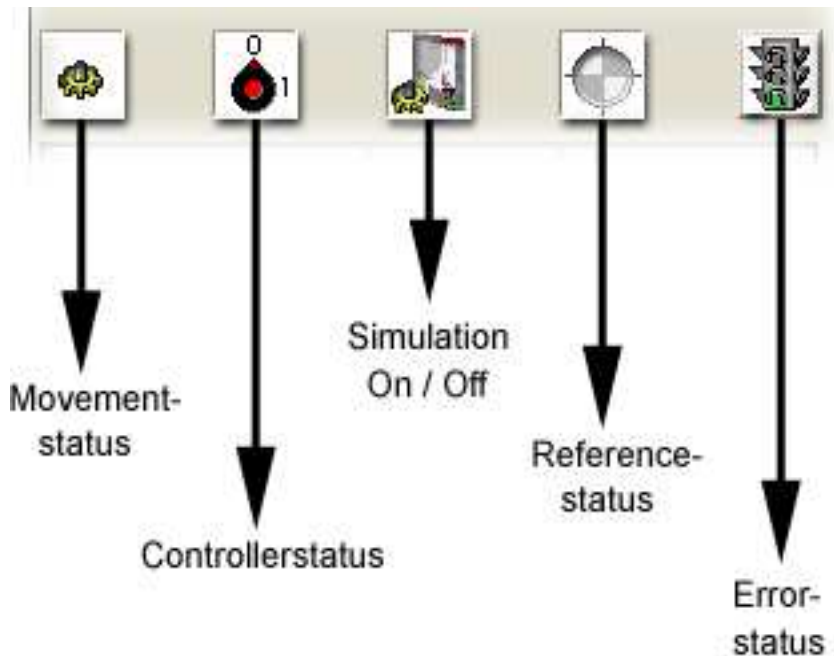 0
1
Simulation
On / Off
Movement-
status
Reference-
status
Controllerstatus
Error-
status